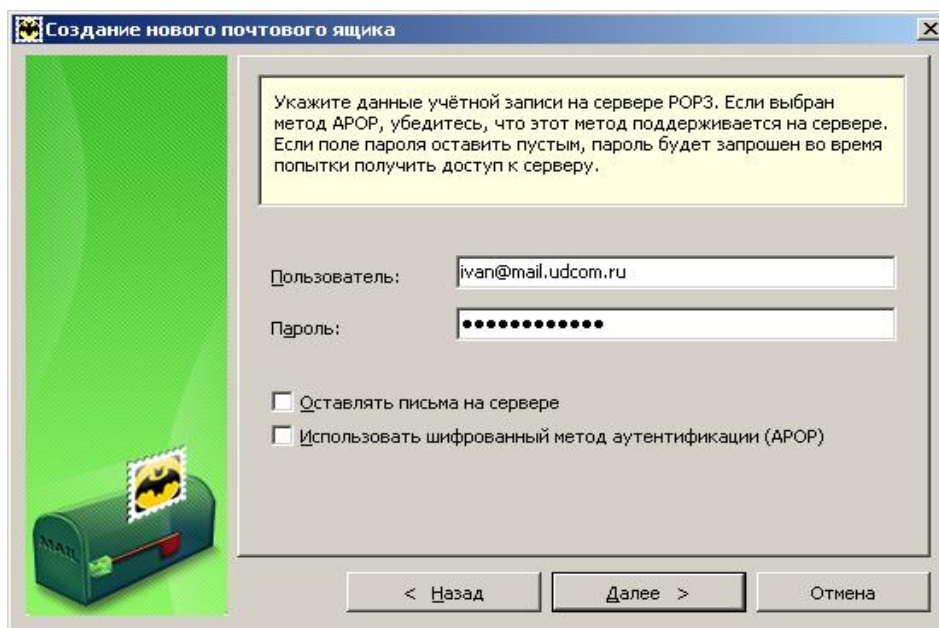 Создание нового почтового ящика
Укажите данные учётной записи на сервере POP3. Если выбран
метод APOP, убедитесь, что этот метод поддерживается на сервере.
Если поле пароля оставить пустым, пароль будет запрошен во время
попытки получить доступ к серверу.
Пользователь: ivan@mail.udcom.ru
Пароль: ●●●●●●●●●●●●
Оставлять письма на сервере
Использовать шифрованный метод аутентификации (APOP)
MAIL
< Назад Далее > Отмена